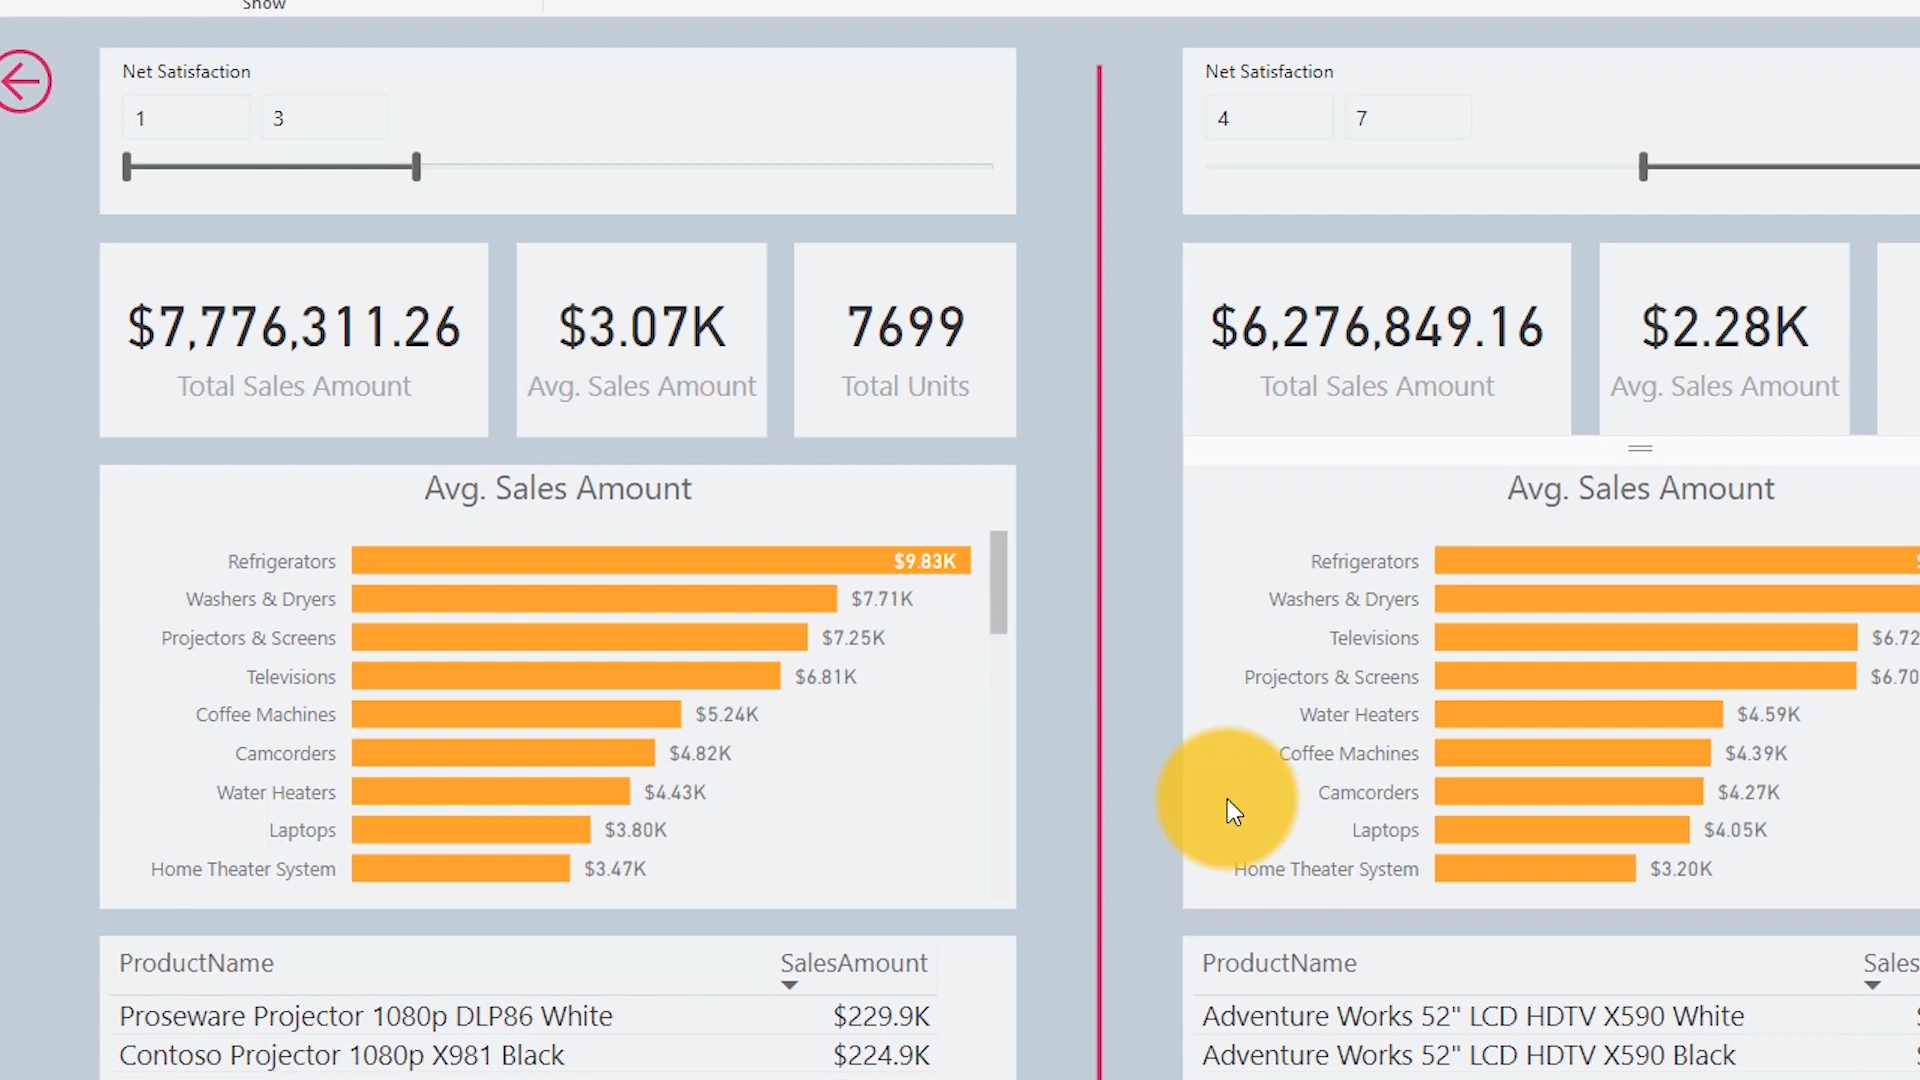 Show
Net Satisfaction
1 3
$7,776,311.26
Total Sales Amount
$3.07K
Avg. Sales Amount
7699
Total Units
Avg. Sales Amount
Refrigerators $9.83K
Washers & Dryers $7.71K
Projectors & Screens $7.25K
Televisions $6.81K
Coffee Machines $5.24K
Camcorders $4.82K
Water Heaters $4.43K
Laptops $3.80K
Home Theater System $3.47K
ProductName SalesAmount
Proseware Projector 1080p DLP86 White $229.9K
Contoso Projector 1080p X981 Black $224.9K
Net Satisfaction
4 7
$6,276,849.16
Total Sales Amount
$2.28K
Avg. Sales Amount
Avg. Sales Amount
Refrigerators
Washers & Dryers
Televisions $6.72
Projectors & Screens $6.70
Water Heaters $4.59K
Coffee Machines $4.39K
Camcorders $4.27K
Laptops $4.05K
Home Theater System $3.20K
ProductName Sales
Adventure Works 52" LCD HDTV X590 White
Adventure Works 52" LCD HDTV X590 Black